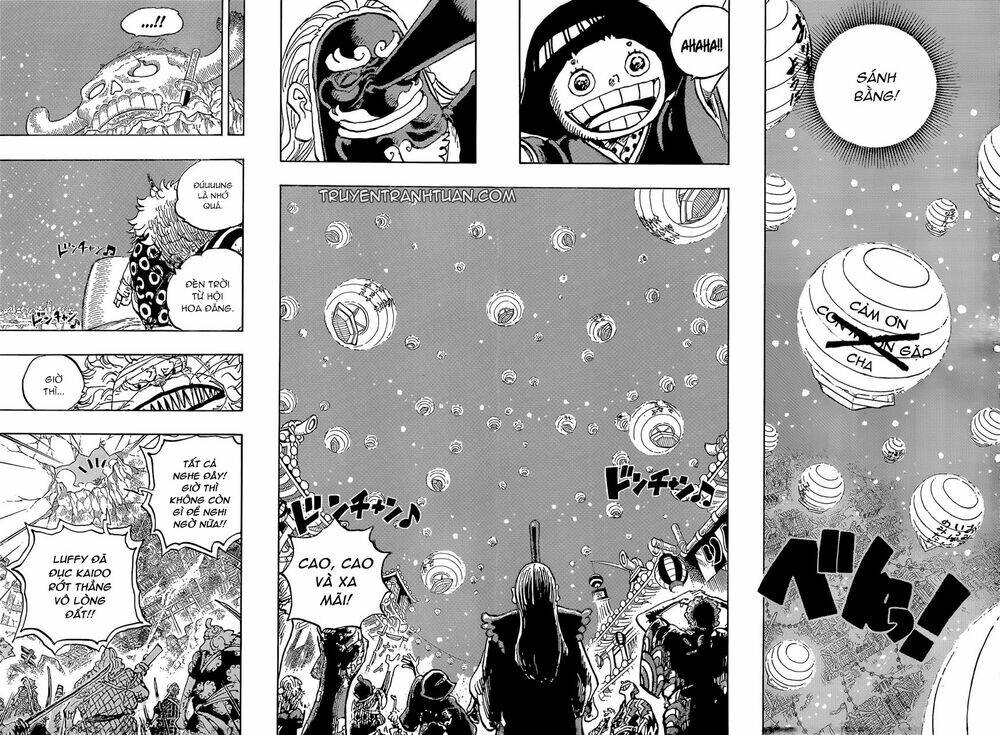 SÁNH
BẰNG!
CẢM ƠN
GẶP
CHA
べんっ!
AHAHA!!
TRUYENTRANHTUAN.COM
ドンチャン♪
ドンチャン♪
CAO, CAO
VÀ XA
MÃI!
...!!
ĐÚUUUNG
LÀ NHỚ
QUÁ.
ĐÈN TRỜI
TỪ HỘI
HOA ĐĂNG.
ドンチャン♪
ドンチャン♪
GIỜ
THÌ...
TẤT CẢ
NGHE ĐÂY!
GIỜ THÌ
KHÔNG CÒN
GÌ ĐỂ NGHI
NGỜ NỮA!!
LUFFY ĐÃ
ĐỤC KAIDO
RỚT THẲNG
VÔ LÒNG
ĐẤT!!